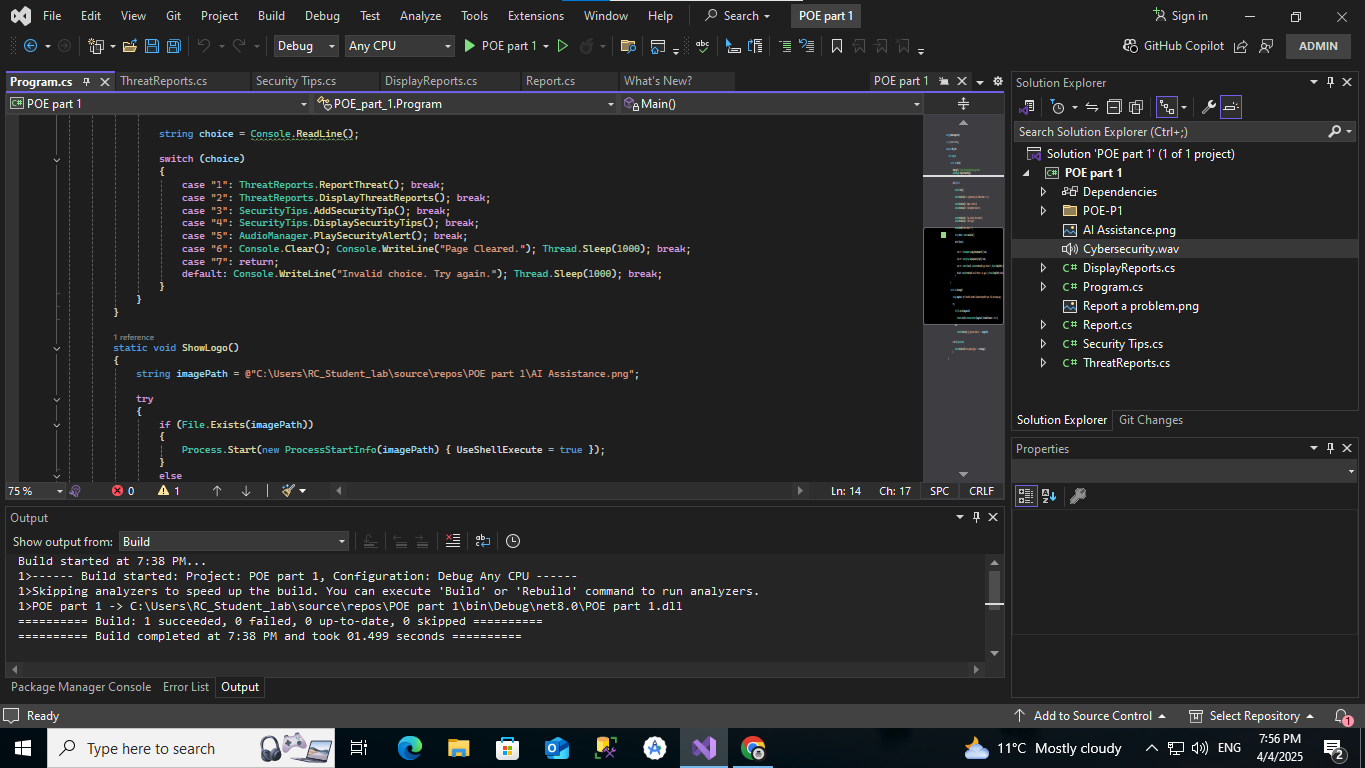 File Edit View Git Project Build Debug Test Analyze Tools Extensions Window Help Search POE part 1 Sign in
Debug Any CPU POE part 1 GitHub Copilot ADMIN
Program.cs ThreatReports.cs Security Tips.cs DisplayReports.cs Report.cs What's New? POE part 1
C# POE part 1 POE_part_1.Program Main()
string choice = Console.ReadLine();
switch (choice)
{
case "1": ThreatReports.ReportThreat(); break;
case "2": ThreatReports.DisplayThreatReports(); break;
case "3": SecurityTips.AddSecurityTip(); break;
case "4": SecurityTips.DisplaySecurityTips(); break;
case "5": AudioManager.PlaySecurityAlert(); break;
case "6": Console.Clear(); Console.WriteLine("Page Cleared."); Thread.Sleep(1000); break;
case "7": return;
default: Console.WriteLine("Invalid choice. Try again."); Thread.Sleep(1000); break;
}
}
}
1 reference
static void ShowLogo()
{
string imagePath = @"C:\Users\RC_Student_lab\source\repos\POE part 1\AI Assistance.png";
try
{
if (File.Exists(imagePath))
{
Process.Start(new ProcessStartInfo(imagePath) { UseShellExecute = true });
}
else
75 % 0 1 Ln: 14 Ch: 17 SPC CRLF
Output
Show output from: Build
Build started at 7:38 PM...
1>------ Build started: Project: POE part 1, Configuration: Debug Any CPU ------
1>Skipping analyzers to speed up the build. You can execute 'Build' or 'Rebuild' command to run analyzers.
1>POE part 1 -> C:\Users\RC_Student_lab\source\repos\POE part 1\bin\Debug\net8.0\POE part 1.dll
========== Build: 1 succeeded, 0 failed, 0 up-to-date, 0 skipped ==========
========== Build completed at 7:38 PM and took 01.499 seconds ==========
Package Manager Console Error List Output
Solution Explorer
Search Solution Explorer (Ctrl+;)
Solution 'POE part 1' (1 of 1 project)
C# POE part 1
Dependencies
POE-P1
AI Assistance.png
Cybersecurity.wav
C# DisplayReports.cs
C# Program.cs
Report a problem.png
C# Report.cs
C# Security Tips.cs
C# ThreatReports.cs
Solution Explorer Git Changes
Properties
Ready Add to Source Control Select Repository 1
Type here to search 11°C Mostly cloudy ENG 7:56 PM
4/4/2025 2